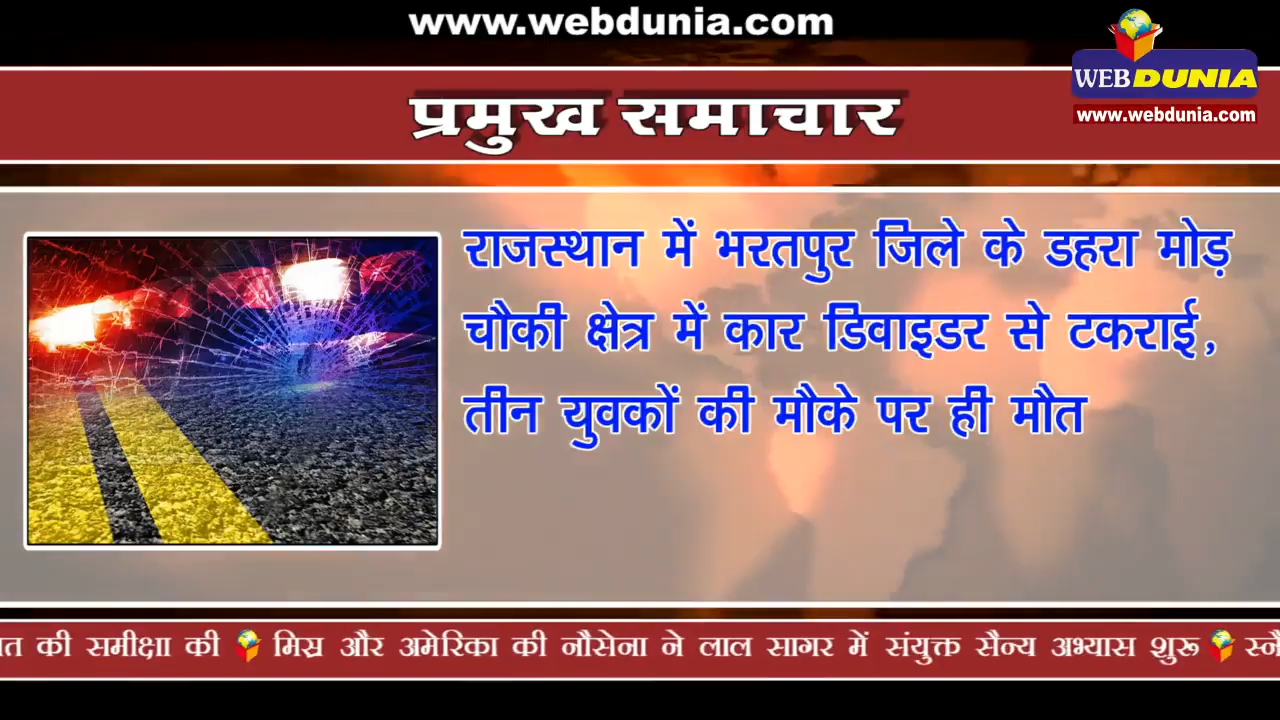 www.webdunia.com
WEBDUNIA
www.webdunia.com
प्रमुख समाचार
राजस्थान में भरतपुर जिले के डहरा मोड़
चौकी क्षेत्र में कार डिवाइडर से टकराई,
तीन युवकों की मौके पर ही मौत
की समीक्षा की मिस्र और अमेरिका की नौसेना ने लाल सागर में संयुक्त सैन्य अभ्यास शुरू